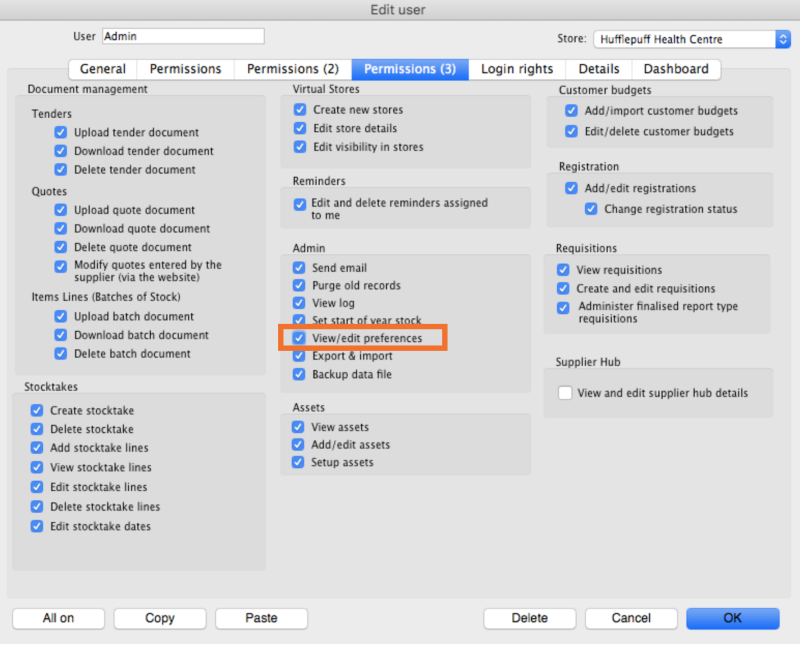 Edit user
User
Admin
Store:
Hufflepuff Health Centre
General
Permissions
Permissions (2)
Permissions (3)
Login rights
Details
Dashboard
Document management
Tenders
Upload tender document
Download tender document
Delete tender document
Quotes
Upload quote document
Download quote document
Delete quote document
Modify quotes entered by the
supplier (via the website)
Items Lines (Batches of Stock)
Upload batch document
Download batch document
Delete batch document
Stocktakes
Create stocktake
Delete stocktake
Add stocktake lines
View stocktake lines
Edit stocktake lines
Delete stocktake lines
Edit stocktake dates
Virtual Stores
Create new stores
Edit store details
Edit visibility in stores
Reminders
Edit and delete reminders assigned
to me
Admin
Send email
Purge old records
View log
Set start of year stock
View/edit preferences
Export & import
Backup data file
Assets
View assets
Add/edit assets
Setup assets
Customer budgets
Add/import customer budgets
Edit/delete customer budgets
Registration
Add/edit registrations
Change registration status
Requisitions
View requisitions
Create and edit requisitions
Administer finalised report type
requisitions
Supplier Hub
View and edit supplier hub details
All on
Copy
Paste
Delete
Cancel
OK